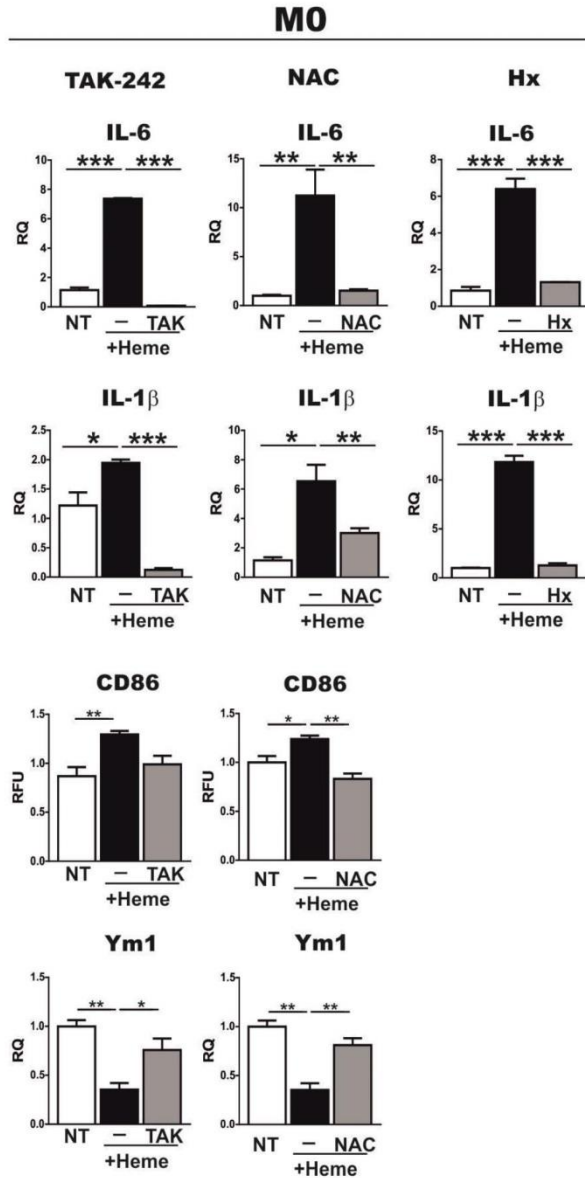 M0
TAK-242 NAC Hx
IL-6 IL-6 IL-6
*** *** ** ** *** ***
RQ 10 8 6 4 2 0
NT – TAK
+Heme
RQ 15 10 5 0
NT – NAC
+Heme
RQ 8 6 4 2 0
NT – Hx
+Heme
IL-1β IL-1β IL-1β
* *** * ** *** ***
RQ 2.5 2.0 1.5 1.0 0.5 0.0
NT – TAK
+Heme
RQ 10 8 6 4 2 0
NT – NAC
+Heme
RQ 15 10 5 0
NT – Hx
+Heme
CD86 CD86
** * **
RFU 1.5 1.0 0.5 0.0
NT – TAK
+Heme
RFU 1.5 1.0 0.5 0.0
NT – NAC
+Heme
Ym1 Ym1
** * ** **
RQ 1.5 1.0 0.5 0.0
NT – TAK
+Heme
RQ 1.5 1.0 0.5 0.0
NT – NAC
+Heme